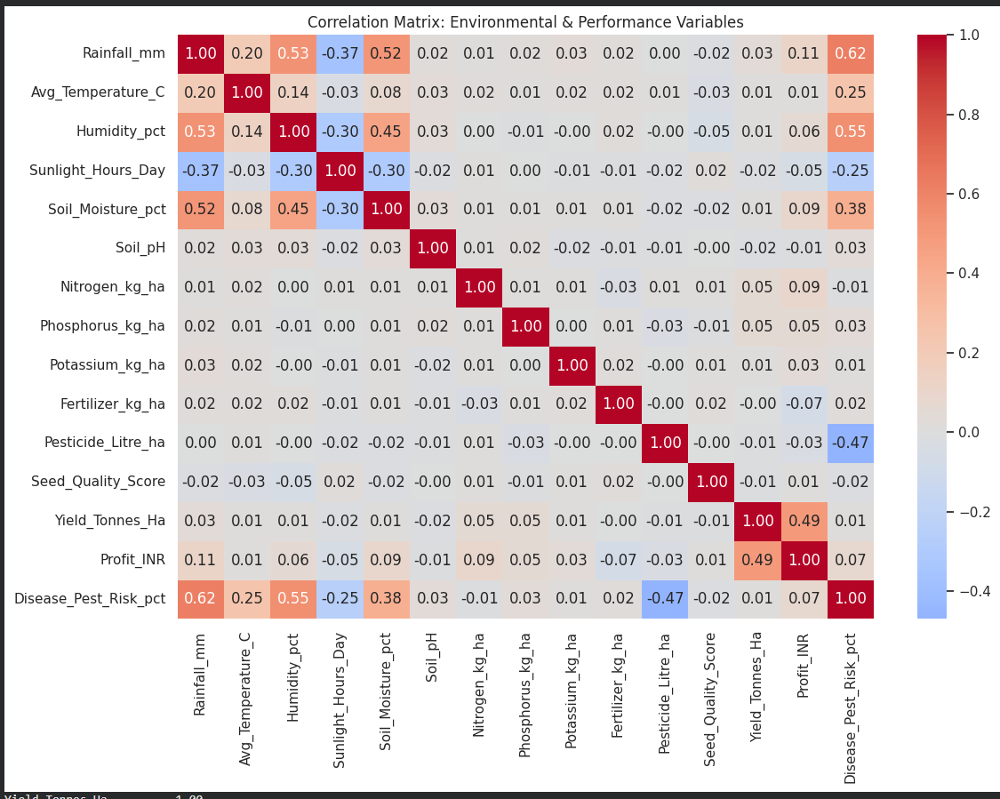 Correlation Matrix: Environmental & Performance Variables
Rainfall_mm 1.00 0.20 0.53 -0.37 0.52 0.02 0.01 0.02 0.03 0.02 0.00 -0.02 0.03 0.11 0.62
Avg_Temperature_C 0.20 1.00 0.14 -0.03 0.08 0.03 0.02 0.01 0.02 0.02 0.01 -0.03 0.01 0.01 0.25
Humidity_pct 0.53 0.14 1.00 -0.30 0.45 0.03 0.00 -0.01 -0.00 0.02 -0.00 -0.05 0.01 0.06 0.55
Sunlight_Hours_Day -0.37 -0.03 -0.30 1.00 -0.30 -0.02 0.01 0.00 -0.01 -0.01 -0.02 0.02 -0.02 -0.05 -0.25
Soil_Moisture_pct 0.52 0.08 0.45 -0.30 1.00 0.03 0.01 0.01 0.01 0.01 -0.02 -0.02 0.01 0.09 0.38
Soil_pH 0.02 0.03 0.03 -0.02 0.03 1.00 0.01 0.02 -0.02 -0.01 -0.01 -0.00 -0.02 -0.01 0.03
Nitrogen_kg_ha 0.01 0.02 0.00 0.01 0.01 0.01 1.00 0.01 0.01 -0.03 0.01 0.01 0.05 0.09 -0.01
Phosphorus_kg_ha 0.02 0.01 -0.01 0.00 0.01 0.02 0.01 1.00 0.00 0.01 -0.03 -0.01 0.05 0.05 0.03
Potassium_kg_ha 0.03 0.02 -0.00 -0.01 0.01 -0.02 0.01 0.00 1.00 0.02 -0.00 0.01 0.01 0.03 0.01
Fertilizer_kg_ha 0.02 0.02 0.02 -0.01 0.01 -0.01 -0.03 0.01 0.02 1.00 -0.00 0.02 -0.00 -0.07 0.02
Pesticide_Litre_ha 0.00 0.01 -0.00 -0.02 -0.02 -0.01 0.01 -0.03 -0.00 -0.00 1.00 -0.00 -0.01 -0.03 -0.47
Seed_Quality_Score -0.02 -0.03 -0.05 0.02 -0.02 -0.00 0.01 -0.01 0.01 0.02 -0.00 1.00 -0.01 0.01 -0.02
Yield_Tonnes_Ha 0.03 0.01 0.01 -0.02 0.01 -0.02 0.05 0.05 0.01 -0.00 -0.01 -0.01 1.00 0.49 0.01
Profit_INR 0.11 0.01 0.06 -0.05 0.09 -0.01 0.09 0.05 0.03 -0.07 -0.03 0.01 0.49 1.00 0.07
Disease_Pest_Risk_pct 0.62 0.25 0.55 -0.25 0.38 0.03 -0.01 0.03 0.01 0.02 -0.47 -0.02 0.01 0.07 1.00
Rainfall_mm
Avg_Temperature_C
Humidity_pct
Sunlight_Hours_Day
Soil_Moisture_pct
Soil_pH
Nitrogen_kg_ha
Phosphorus_kg_ha
Potassium_kg_ha
Fertilizer_kg_ha
Pesticide_Litre_ha
Seed_Quality_Score
Yield_Tonnes_Ha
Profit_INR
Disease_Pest_Risk_pct
1.0
0.8
0.6
0.4
0.2
0.0
−0.2
−0.4
Yield_Tonnes_Ha 1.00